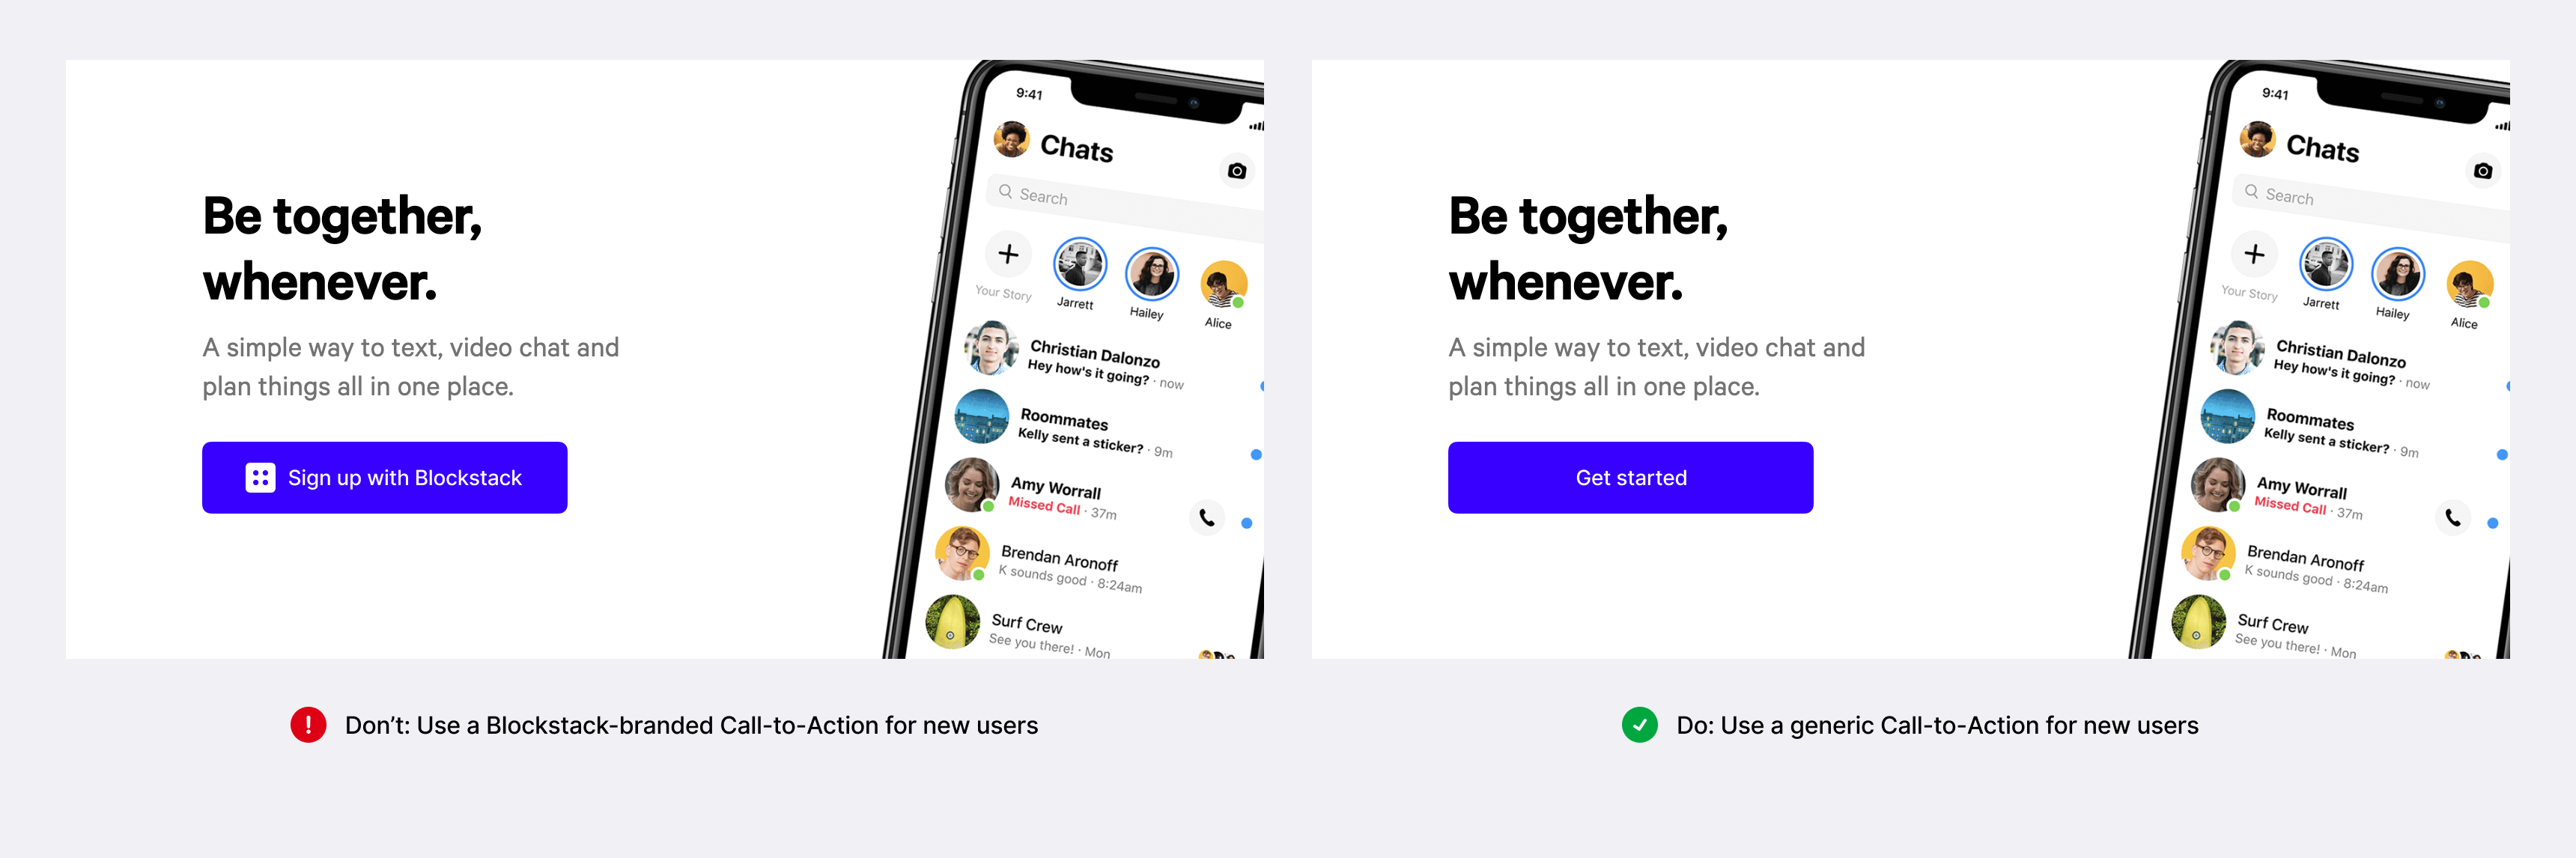 Be together,
whenever.
A simple way to text, video chat and
plan things all in one place.
Sign up with Blockstack
9:41
Chats
Search
Your Story
Jarrett
Hailey
Alice
Christian Dalonzo
Hey how's it going? · now
Roommates
Kelly sent a sticker? · 9m
Amy Worrall
Missed Call · 37m
Brendan Aronoff
K sounds good · 8:24am
Surf Crew
See you there! · Mon
Don’t: Use a Blockstack-branded Call-to-Action for new users
Be together,
whenever.
A simple way to text, video chat and
plan things all in one place.
Get started
9:41
Chats
Search
Your Story
Jarrett
Hailey
Alice
Christian Dalonzo
Hey how's it going? · now
Roommates
Kelly sent a sticker? · 9m
Amy Worrall
Missed Call · 37m
Brendan Aronoff
K sounds good · 8:24am
Surf Crew
See you there! · Mon
Do: Use a generic Call-to-Action for new users